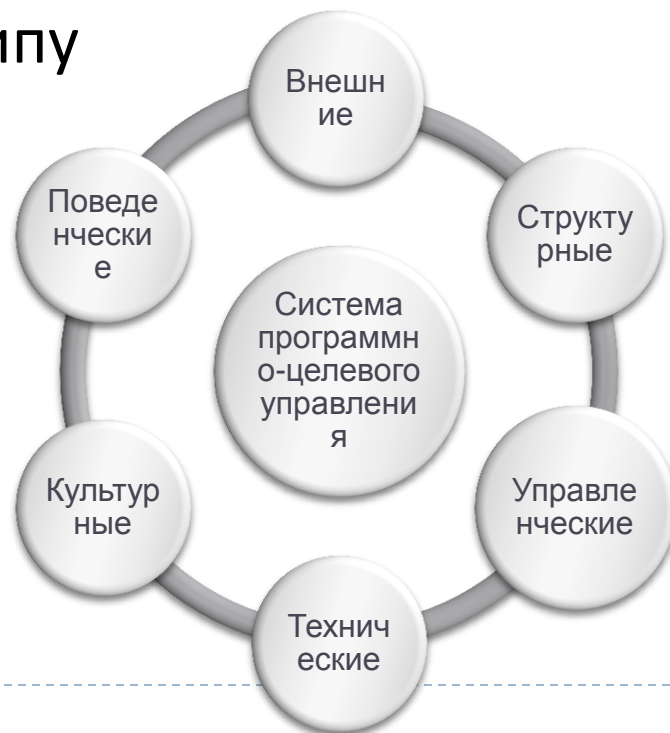 ипу
Внешн
ие
Структу
рные
Управле
нческие
Технич
еские
Культур
ные
Поведе
нчески
е
Система
программн
о-целевого
управлени
я